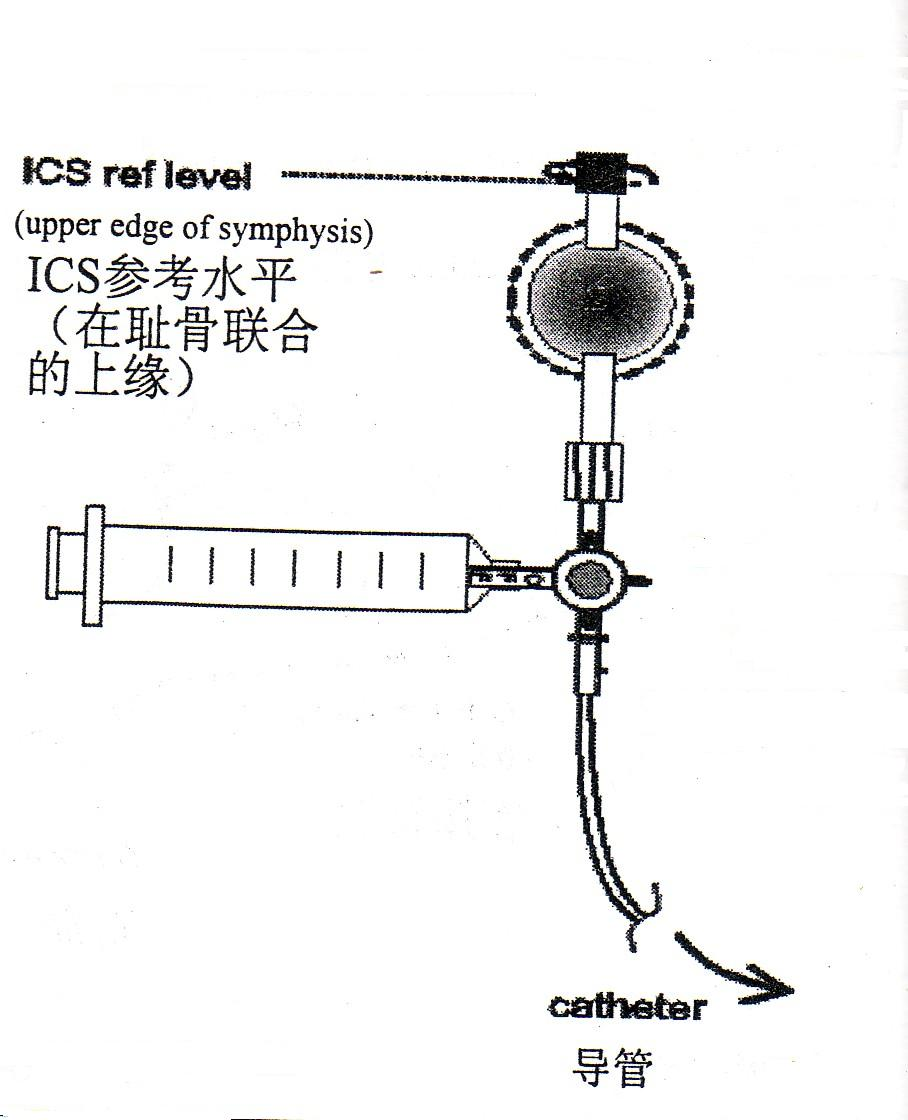 ICS ref level
(upper edge of symphysis)
ICS参考水平
（在耻骨联合
的上缘）
catheter
导管